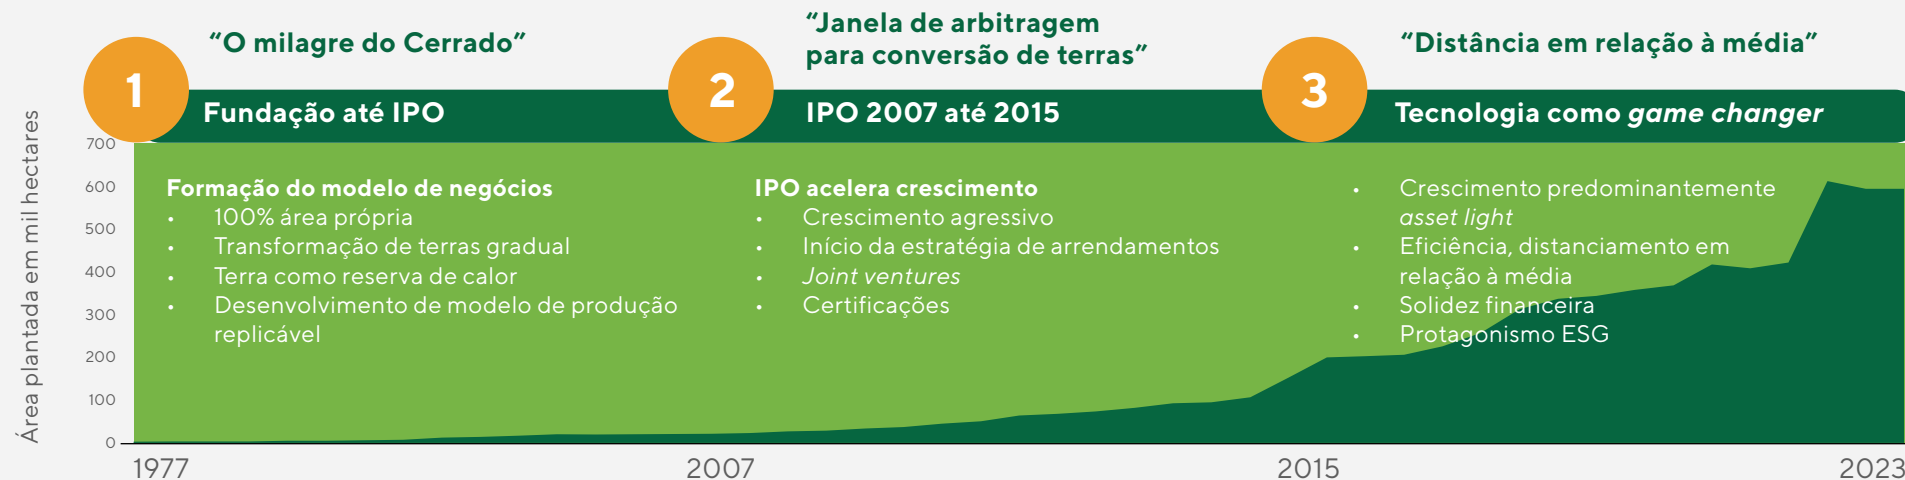 1
“O milagre do Cerrado”
Fundação até IPO
2
“Janela de arbitragem
para conversão de terras”
IPO 2007 até 2015
3
“Distância em relação à média”
Tecnologia como game changer
Área plantada em mil hectares
700
600
500
400
300
200
100
0
Formação do modelo de negócios
• 100% área própria
• Transformação de terras gradual
• Terra como reserva de calor
• Desenvolvimento de modelo de produção
replicável
IPO acelera crescimento
• Crescimento agressivo
• Início da estratégia de arrendamentos
• Joint ventures
• Certificações
• Crescimento predominantemente
asset light
• Eficiência, distanciamento em
relação à média
• Solidez financeira
• Protagonismo ESG
1977
2007
2015
2023